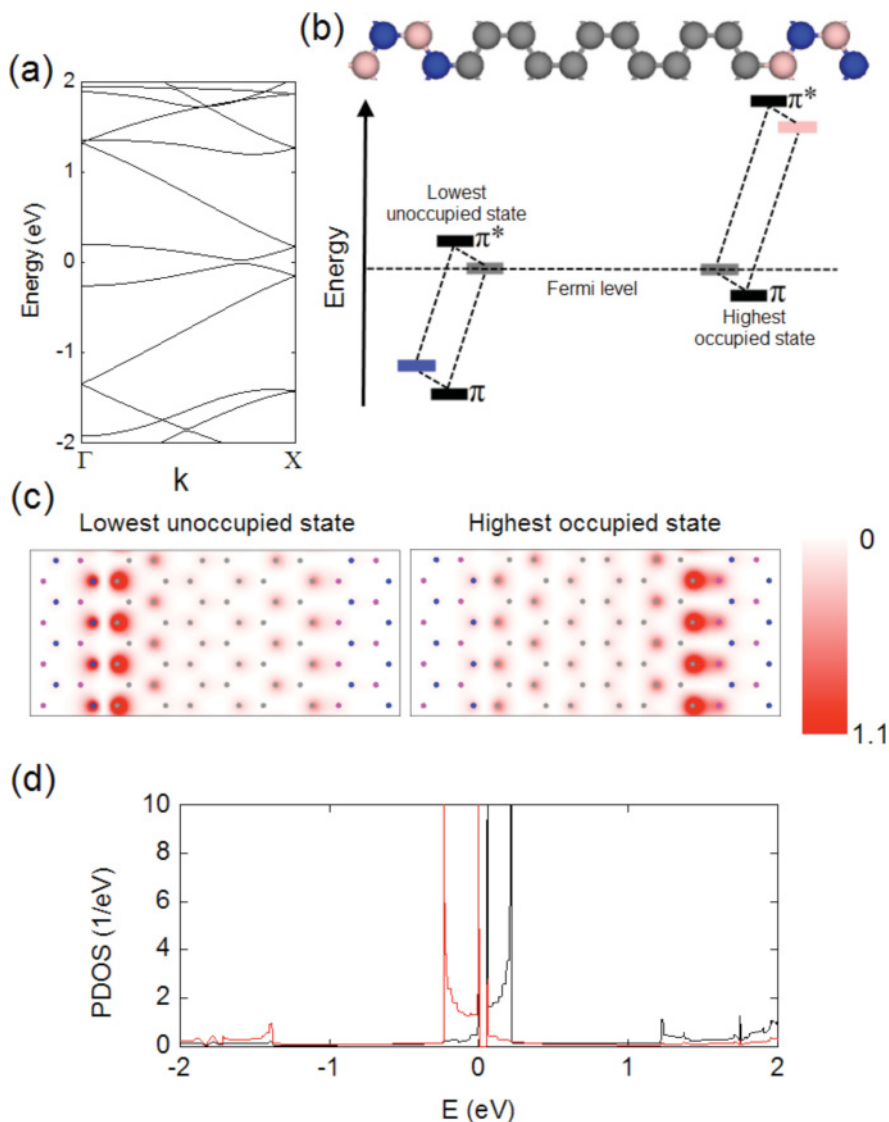 (a)
2
1
0
-1
-2
Energy (eV)
Γ
X
k
(b)
Energy
Lowest
unoccupied state
π*
π
π*
Fermi level
π
Highest
occupied state
(c)
Lowest unoccupied state
Highest occupied state
0
1.1
(d)
10
8
6
4
2
0
PDOS (1/eV)
-2
-1
0
1
2
E (eV)